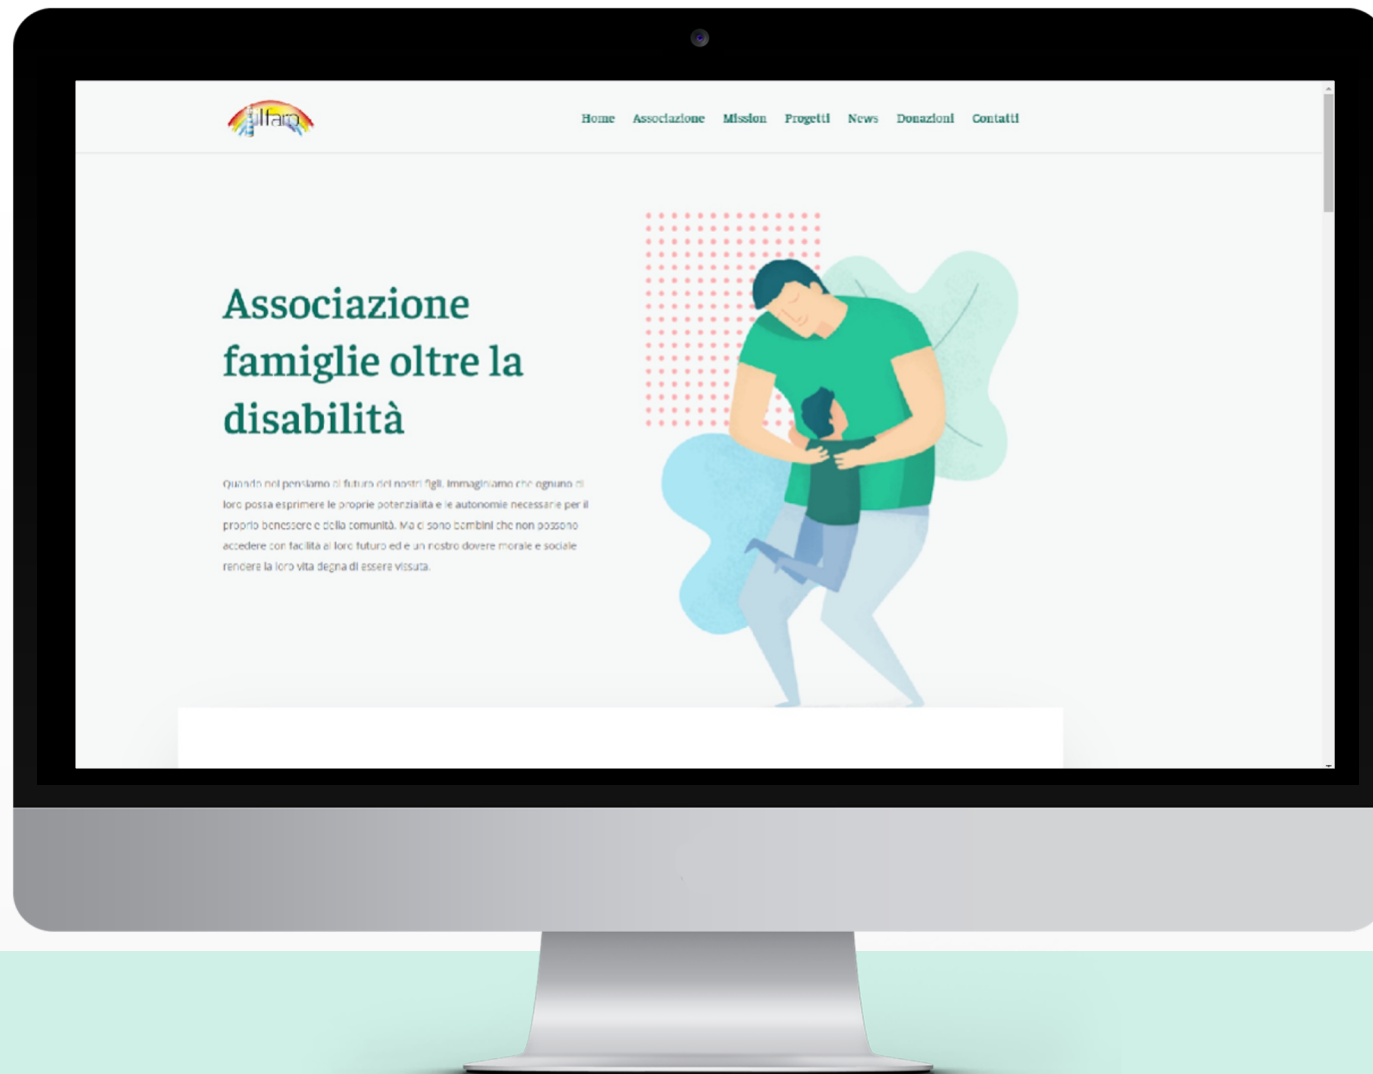 ilfaro
Home Associazione Mission Progetti News Donazioni Contatti
Associazione
famiglie oltre la
disabilità
Quando noi pensiamo al futuro dei nostri figli, immaginiamo che ognuno di
loro possa esprimere le proprie potenzialità e le autonomie necessarie per il
proprio benessere e della comunità. Ma ci sono bambini che non possono
accedere con facilità al loro futuro ed è un nostro dovere morale e sociale
rendere la loro vita degna di essere vissuta.